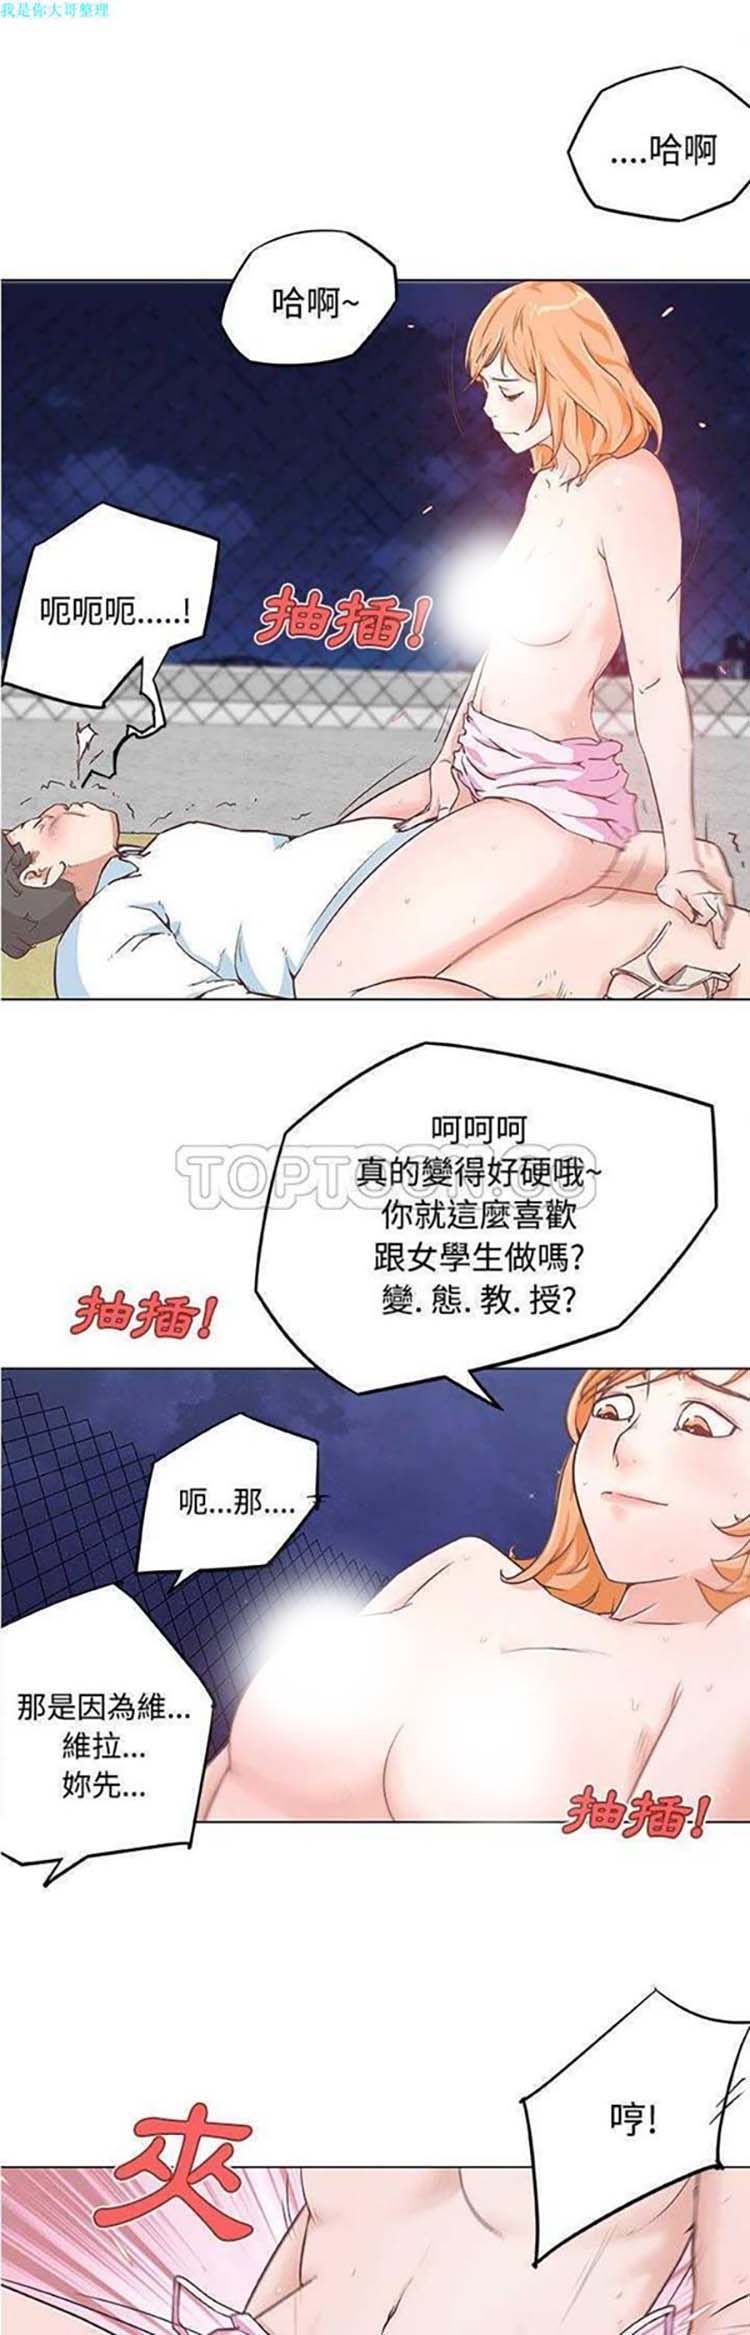 我是你大哥整理
....哈啊
哈啊~
呃呃呃.....!
抽插!
呵呵呵
真的變得好硬哦~
你就這麼喜歡
跟女學生做嗎?
變. 態. 教. 授?
TOPTOON.CG
抽插!
呃...那....
那是因為維...
維拉...
妳先...
抽插!
哼!
夾